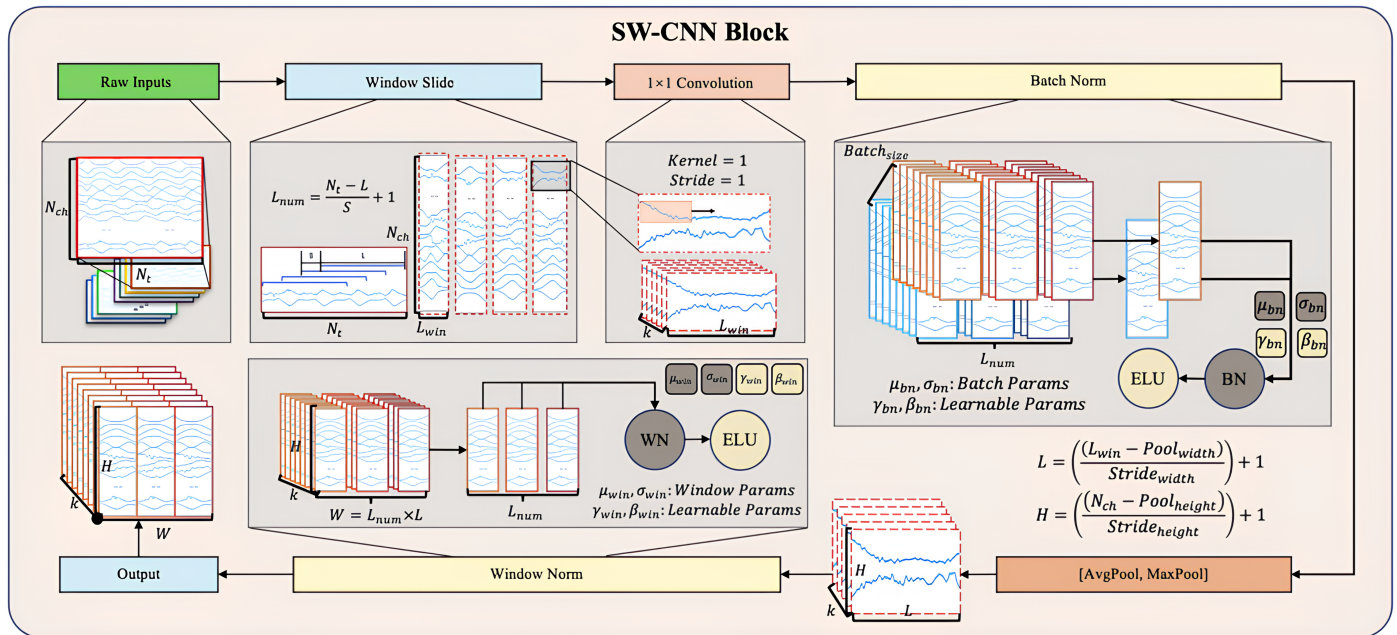 SW-CNN Block
Raw Inputs
Window Slide
1×1 Convolution
Batch Norm
N_ch
N_t
L_num = (N_t − L)/S + 1
S
L
N_t
N_ch
L_win
Kernel = 1
Stride = 1
k
L_win
Batch_size
L_num
μ_bn
σ_bn
γ_bn
β_bn
ELU
BN
μ_bn, σ_bn: Batch Params
γ_bn, β_bn: Learnable Params
L = ((L_win − Pool_width)/Stride_width) + 1
H = ((N_ch − Pool_height)/Stride_height) + 1
[AvgPool, MaxPool]
H
k
L
μ_win
σ_win
γ_win
β_win
H
k
W = L_num×L
L_num
WN
ELU
μ_win, σ_win: Window Params
γ_win, β_win: Learnable Params
Window Norm
H
k
W
Output